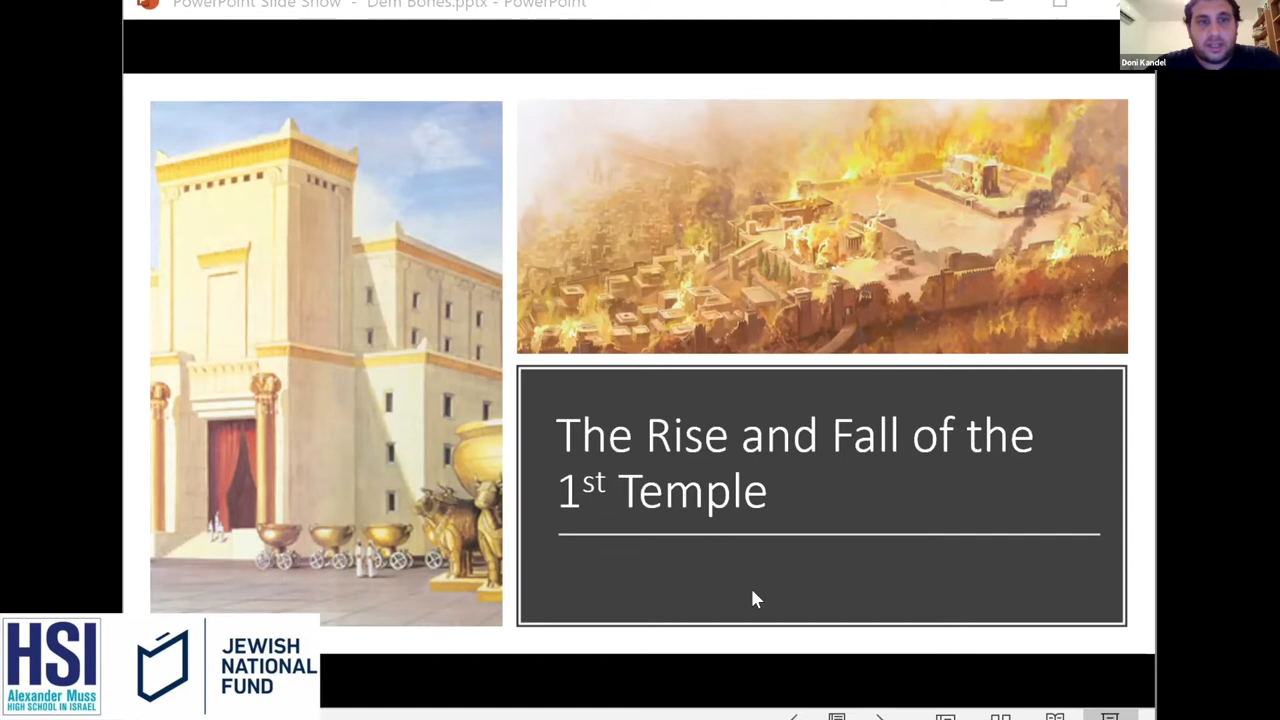 PowerPoint Slide Show - Dem Bones.pptx - PowerPoint
Doni Kandel
The Rise and Fall of the
1st Temple
HSI
Alexander Muss
HIGH SCHOOL IN ISRAEL
JEWISH
NATIONAL
FUND